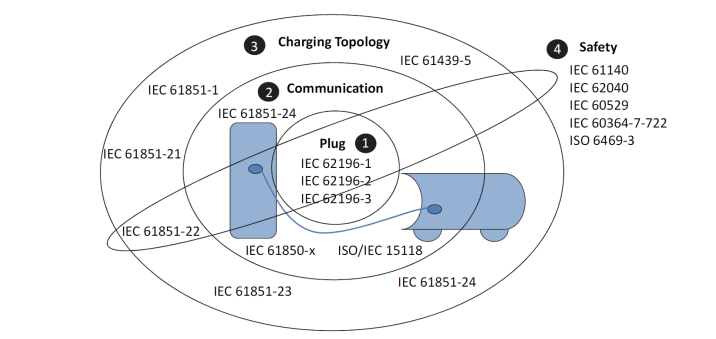 3 Charging Topology
4 Safety
IEC 61439-5
IEC 61140
IEC 62040
IEC 60529
IEC 60364-7-722
ISO 6469-3
IEC 61851-1
2 Communication
IEC 61851-24
Plug 1
IEC 62196-1
IEC 62196-2
IEC 62196-3
IEC 61851-21
IEC 61851-22
IEC 61850-x
ISO/IEC 15118
IEC 61851-23
IEC 61851-24